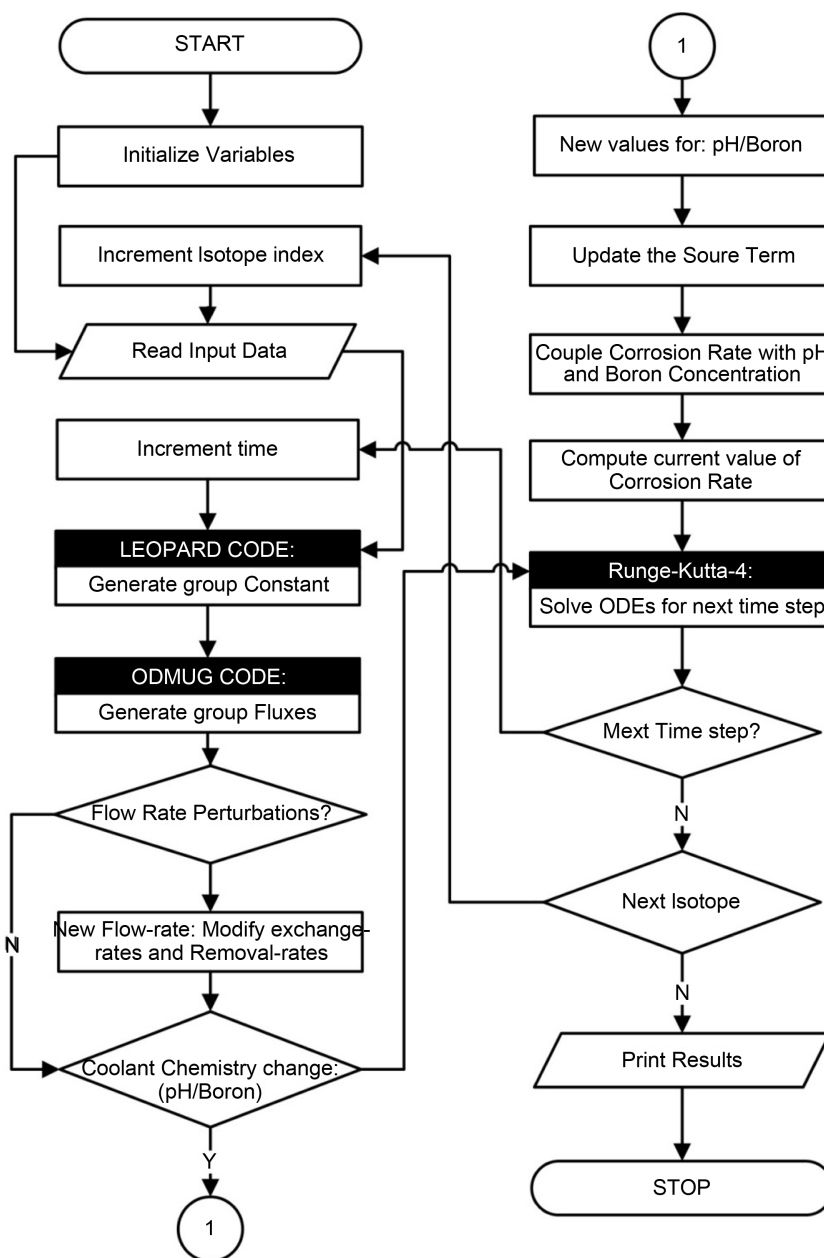 START
Initialize Variables
Increment Isotope index
Read Input Data
Increment time
LEOPARD CODE:
Generate group Constant
ODMUG CODE:
Generate group Fluxes
Flow Rate Perturbations?
N
New Flow-rate: Modify exchange-
rates and Removal-rates
Coolant Chemistry change:
(pH/Boron)
Y
1
1
New values for: pH/Boron
Update the Soure Term
Couple Corrosion Rate with pH
and Boron Concentration
Compute current value of
Corrosion Rate
Runge-Kutta-4:
Solve ODEs for next time step
Mext Time step?
N
Next Isotope
N
Print Results
STOP